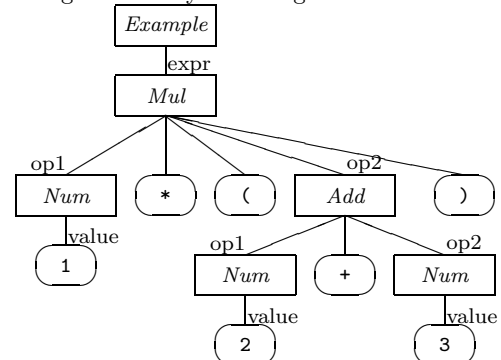 Example
expr
Mul
op1 op2
Num * ( Add )
value
1
op1 op2
Num + Num
value value
2 3